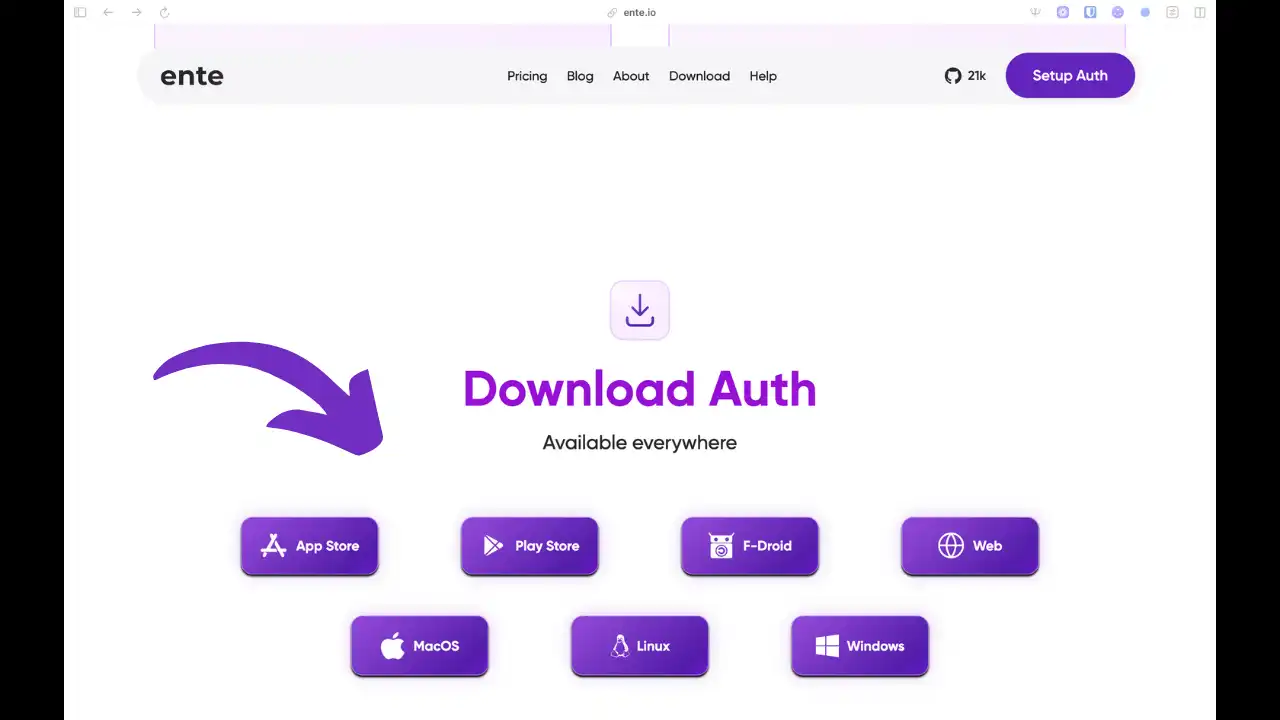 ente.io
ente
Pricing Blog About Download Help
21k
Setup Auth
Download Auth
Available everywhere
App Store
Play Store
F-Droid
Web
MacOS
Linux
Windows